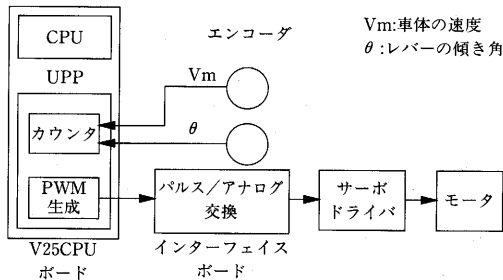 CPU
UPP
カウンタ
PWM
生成
V25CPU
ボード
エンコーダ
Vm
θ
Vm:車体の速度
θ:レバーの傾き角
パルス/アナログ
交換
インターフェイス
ボード
サーボ
ドライバ
モータ